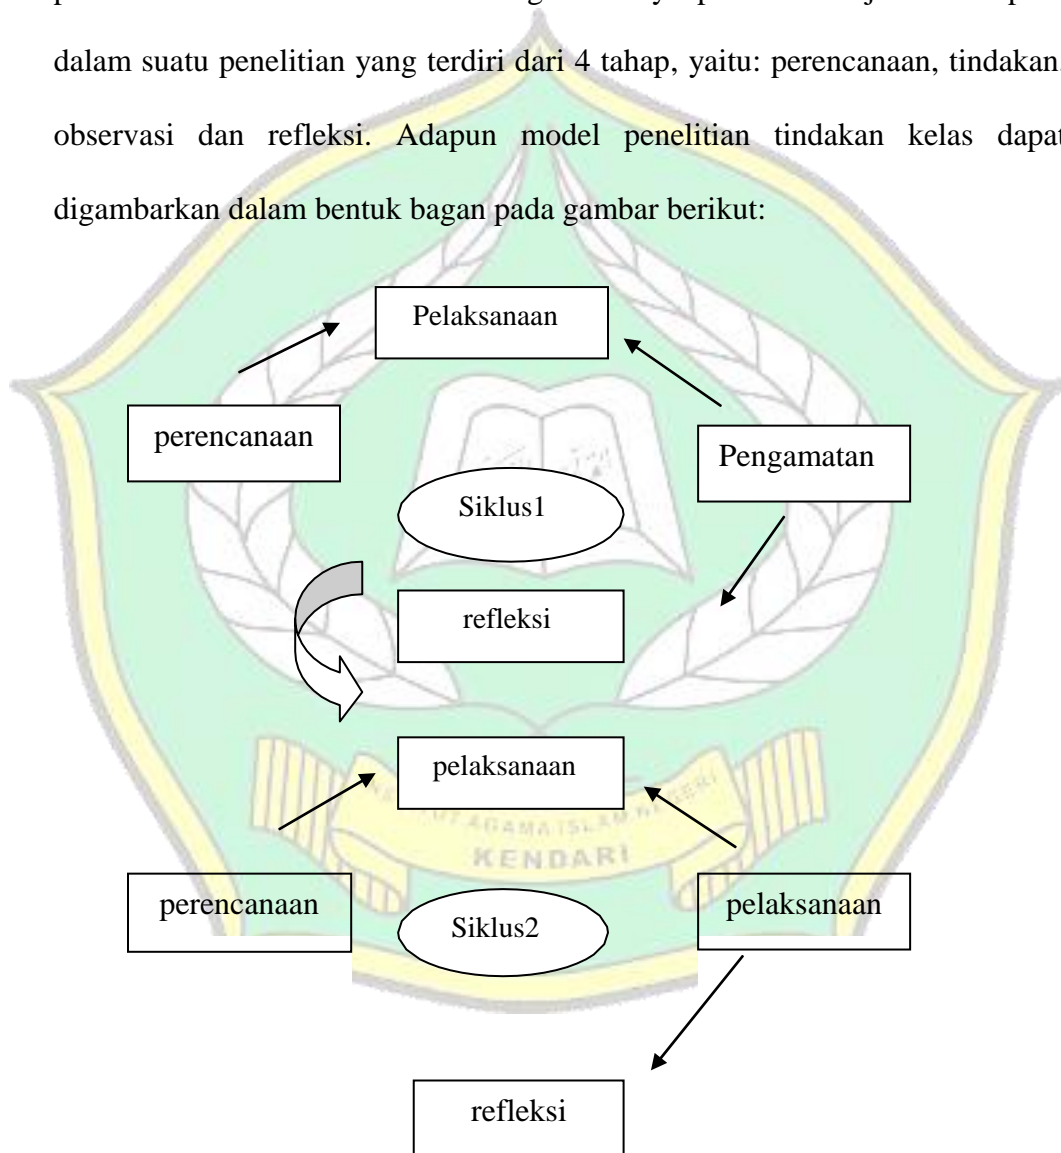 dalam suatu penelitian yang terdiri dari 4 tahap, yaitu: perencanaan, tindakan,
observasi dan refleksi. Adapun model penelitian tindakan kelas dapat
digambarkan dalam bentuk bagan pada gambar berikut:
Pelaksanaan
perencanaan
Pengamatan
Siklus1
refleksi
pelaksanaan
AGAMA ISLAM
KENDARI
perencanaan
Siklus2
pelaksanaan
refleksi